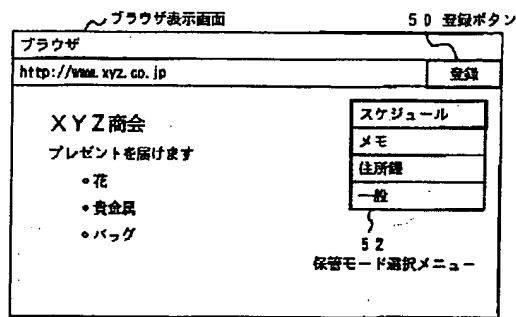 ブラウザ表示画面
50 登録ボタン
ブラウザ
http://www.xyz.co.jp
登録
XYZ商会
プレゼントを届けます
•花
•貴金属
•バッグ
スケジュール
メモ
住所録
一般
52
保管モード選択メニュー